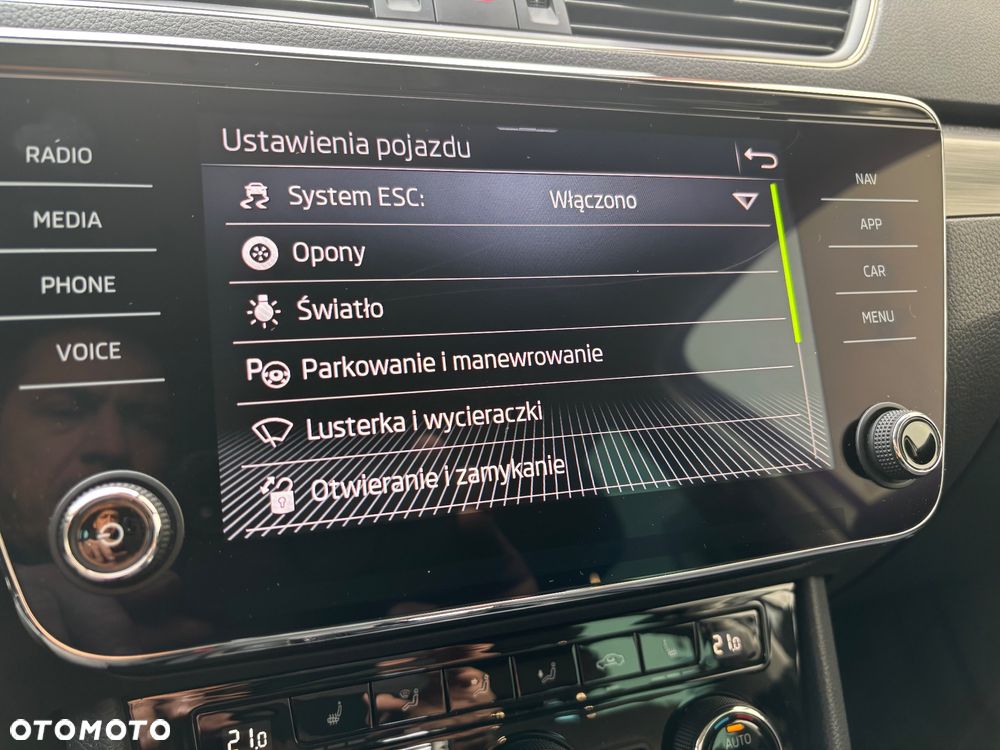 Ustawienia pojazdu
RADIO
MEDIA
PHONE
VOICE
System ESC: Włączono
Opony
Światło
P Parkowanie i manewrowanie
Lusterka i wycieraczki
Otwieranie i zamykanie
NAV
APP
CAR
MENU
21.0
21.0
AUTO
OTOMOTO